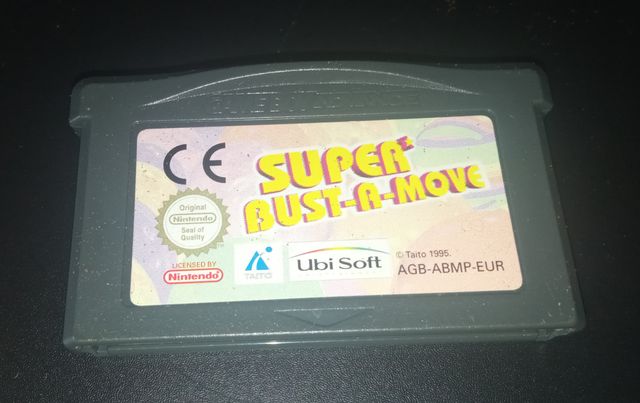 GAME BOY ADVANCE
CE
SUPER
BUST-A-MOVE
Original
Nintendo
Seal of
Quality
LICENSED BY
Nintendo
TAITO
Ubi Soft
© Taito 1995.
AGB-ABMP-EUR